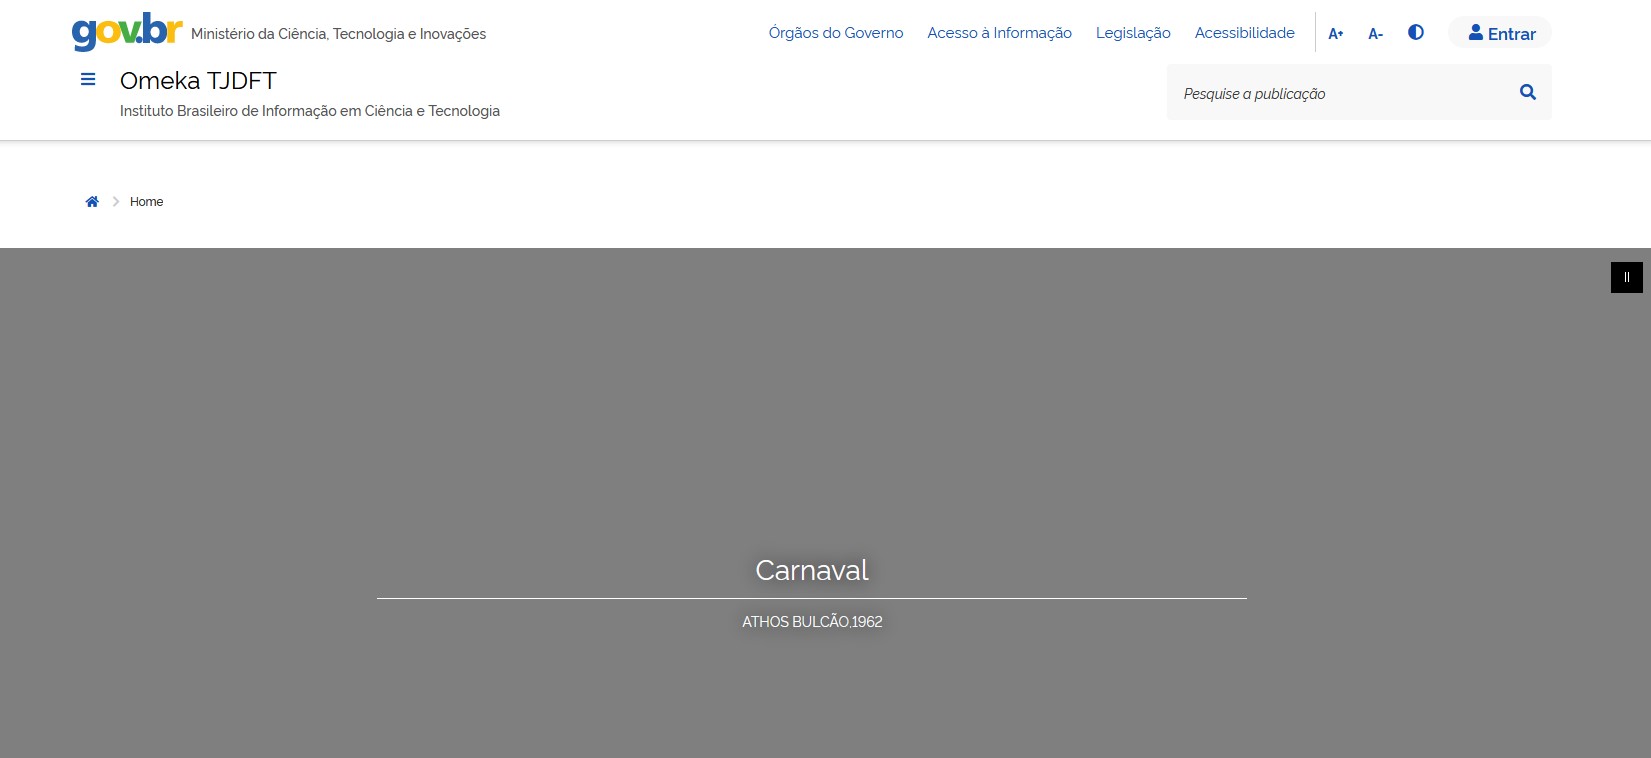 gov.br Ministério da Ciência, Tecnologia e Inovações
Órgãos do Governo Acesso à Informação Legislação Acessibilidade A+ A- Entrar
Omeka TJDFT
Instituto Brasileiro de Informação em Ciência e Tecnologia
Pesquise a publicação
Home
Carnaval
ATHOS BULCÃO,1962